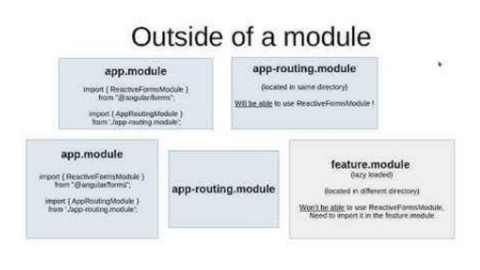 Outside of a module
app.module
import { ReactiveFormsModule }
from "@angular/forms";
import { AppRoutingModule }
from './app-routing.module';
app-routing.module
(located in same directory)
Will be able to use ReactiveFormsModule !
app.module
import { ReactiveFormsModule }
from "@angular/forms";
import { AppRoutingModule }
from './app-routing.module';
app-routing.module
feature.module
(lazy loaded)
(located in different directory)
Won't be able to use ReactiveFormsModule,
Need to import it in the feature.module